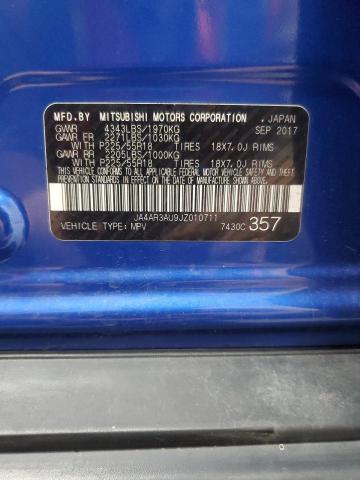 MFD.BY MITSUBISHI MOTORS CORPORATION , JAPAN
GVWR 4343LBS/1970KG SEP 2017
GAWR FR 2271LBS/1030KG
WITH P225/55R18 TIRES 18X7.0J RIMS
GAWR RR 2205LBS/1000KG
WITH P225/55R18 TIRES 18X7.0J RIMS
THIS VEHICLE CONFORMS TO ALL APPLICABLE FEDERAL MOTOR VEHICLE SAFETY AND
THEFT PREVENTION STANDARDS IN EFFECT ON THE DATE OF MANUFACTURE SHOWN ABOVE.
JA4AR3AU9JZ010711
VEHICLE TYPE: MPV 7430C 357